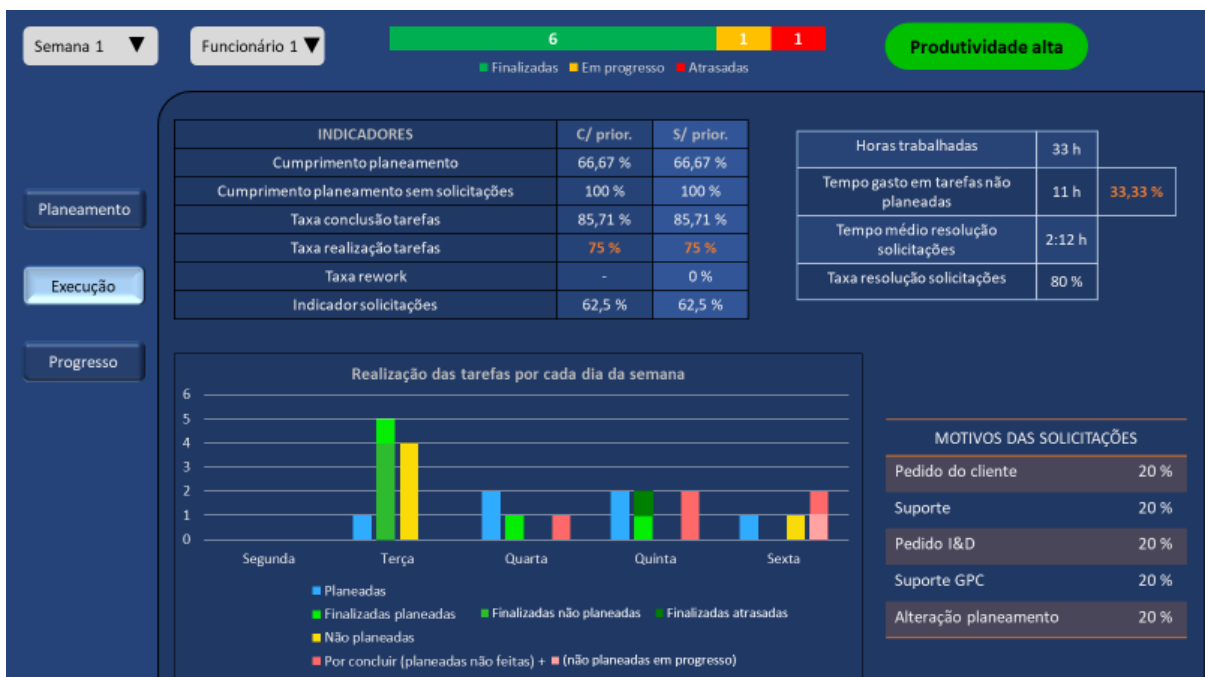 Semana 1 ▼
Funcionário 1 ▼
6 1 1
Finalizadas Em progresso Atrasadas
Produtividade alta
Planeamento
Execução
Progresso
INDICADORES C/ prior. S/ prior.
Cumprimento planeamento 66,67 % 66,67 %
Cumprimento planeamento sem solicitações 100 % 100 %
Taxa conclusão tarefas 85,71 % 85,71 %
Taxa realização tarefas 75 % 75 %
Taxa rework - 0 %
Indicador solicitações 62,5 % 62,5 %
Horas trabalhadas 33 h
Tempo gasto em tarefas não
planeadas 11 h 33,33 %
Tempo médio resolução
solicitações 2:12 h
Taxa resolução solicitações 80 %
Realização das tarefas por cada dia da semana
6
5
4
3
2
1
0
Segunda Terça Quarta Quinta Sexta
Planeadas
Finalizadas planeadas Finalizadas não planeadas Finalizadas atrasadas
Não planeadas
Por concluir (planeadas não feitas) + (não planeadas em progresso)
MOTIVOS DAS SOLICITAÇÕES
Pedido do cliente 20 %
Suporte 20 %
Pedido I&D 20 %
Suporte GPC 20 %
Alteração planeamento 20 %